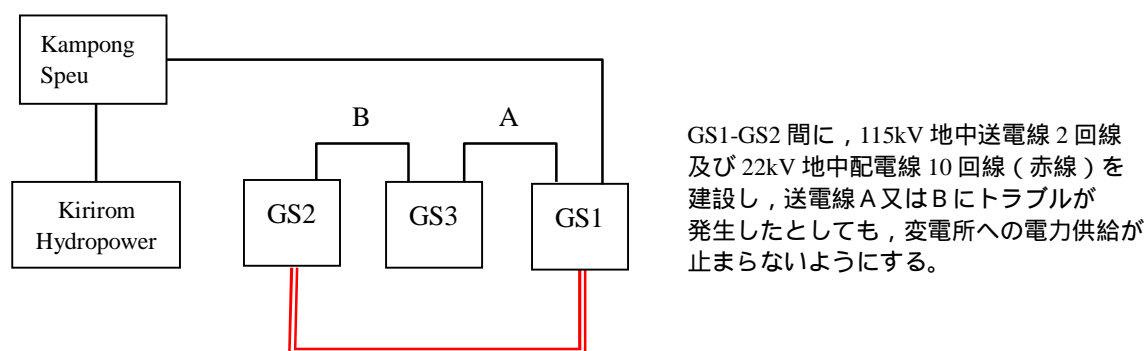 Kampong
Speu
B
A
GS2
GS3
GS1
Kirirom
Hydropower
GS1-GS2 間に，115kV 地中送電線 2 回線
及び 22kV 地中配電線 10 回線（赤線）を
建設し，送電線A又はBにトラブルが
発生したとしても，変電所への電力供給が
止まらないようにする。